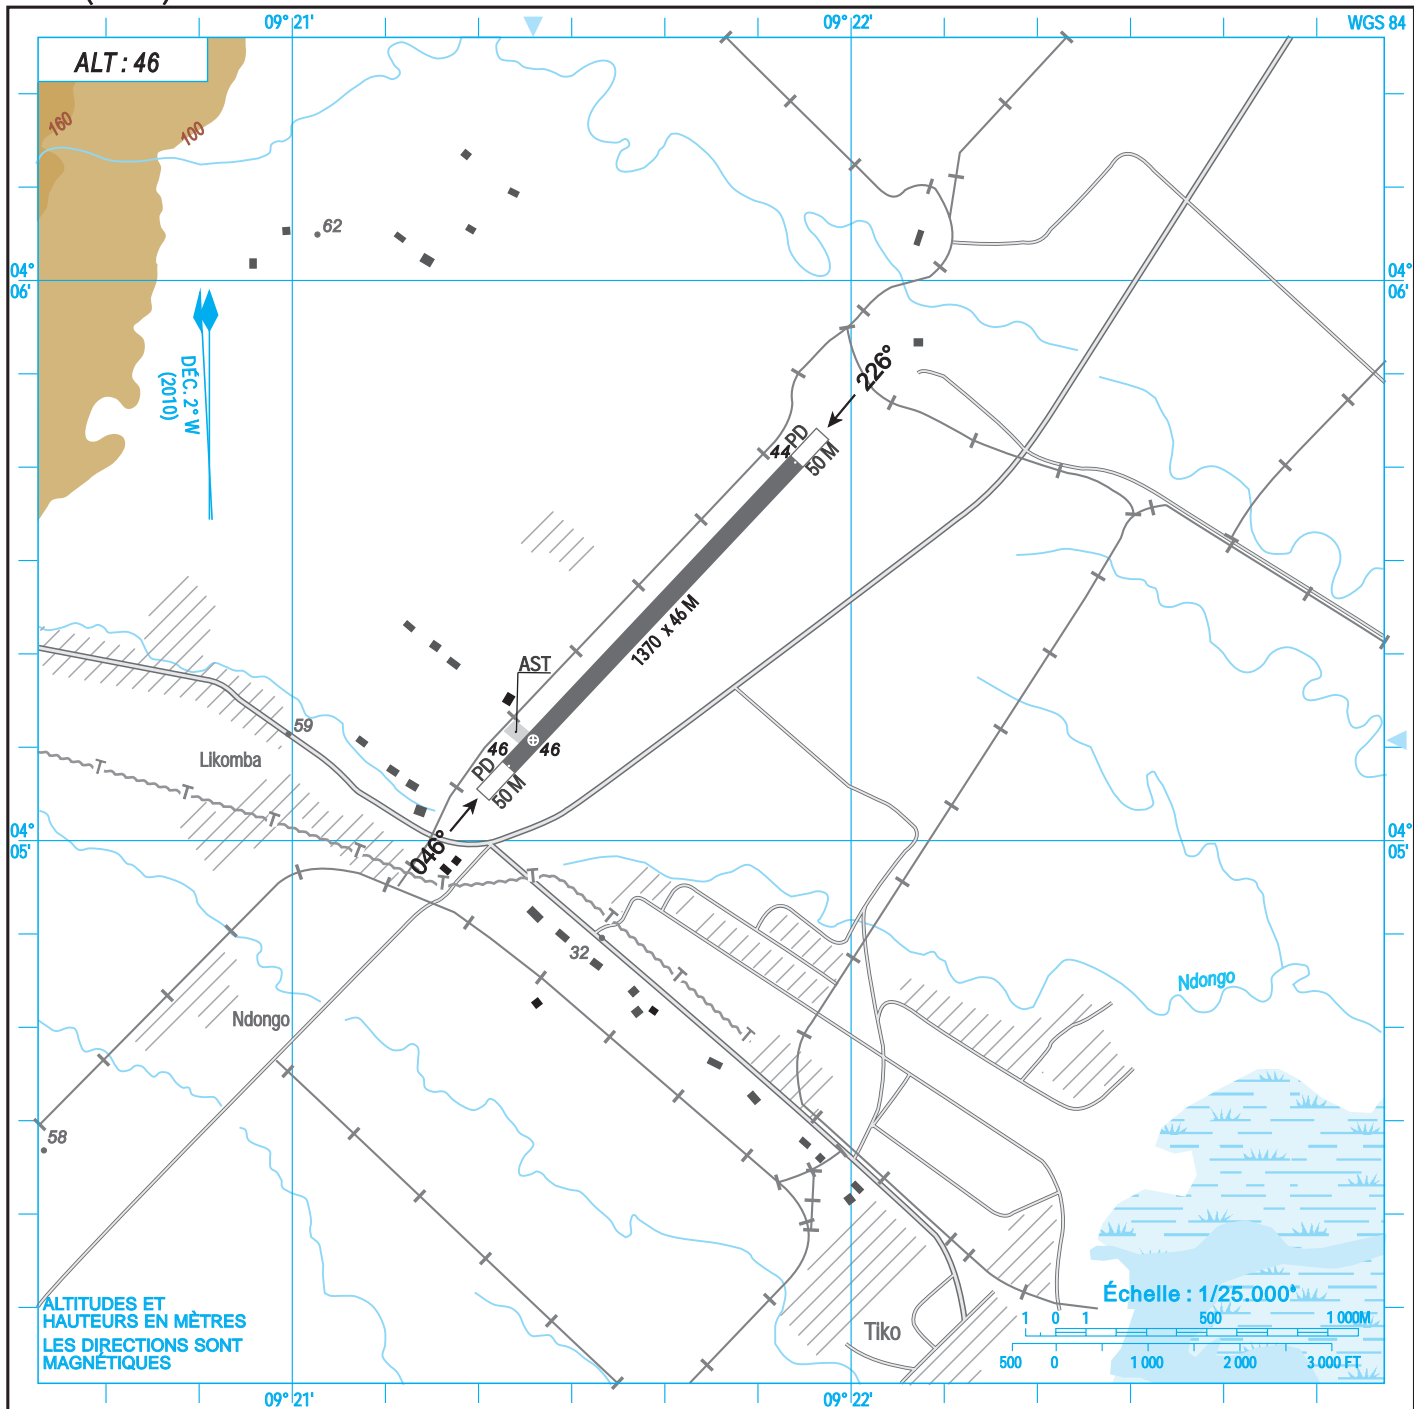 09° 21'
09° 22'
WGS 84
ALT : 46
160
100
62
04°
06'
04°
06'
DÉC. 2° W
(2010)
226°
PD
44
50 M
1370 x 46 M
AST
59
Likomba
46
46
PD
50 M
046°
04°
05'
04°
05'
T
T
T
T
T
T
T
T
T
32
Ndongo
Ndongo
58
ALTITUDES ET
HAUTEURS EN MÈTRES
LES DIRECTIONS SONT
MAGNÉTIQUES
Tiko
Échelle : 1/25.000
1 0 1 500 1 000M
500 0 1 000 2 000 3 000 FT
09° 21'
09° 22'